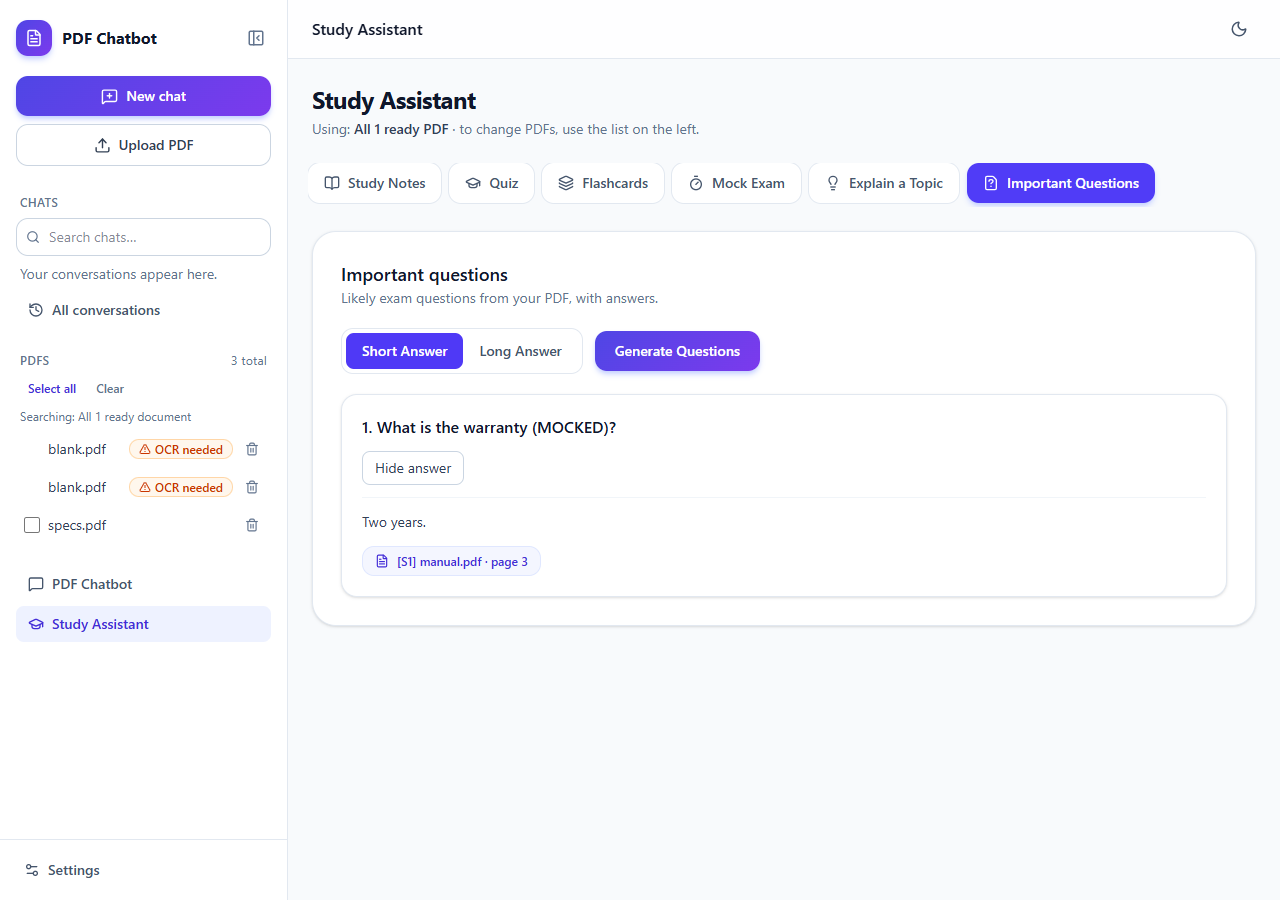 PDF Chatbot
New chat
Upload PDF
CHATS
Search chats...
Your conversations appear here.
All conversations
PDFS 3 total
Select all Clear
Searching: All 1 ready document
blank.pdf OCR needed
blank.pdf OCR needed
specs.pdf
PDF Chatbot
Study Assistant
Settings
Study Assistant
Study Assistant
Using: All 1 ready PDF · to change PDFs, use the list on the left.
Study Notes Quiz Flashcards Mock Exam Explain a Topic Important Questions
Important questions
Likely exam questions from your PDF, with answers.
Short Answer Long Answer Generate Questions
1. What is the warranty (MOCKED)?
Hide answer
Two years.
[S1] manual.pdf · page 3